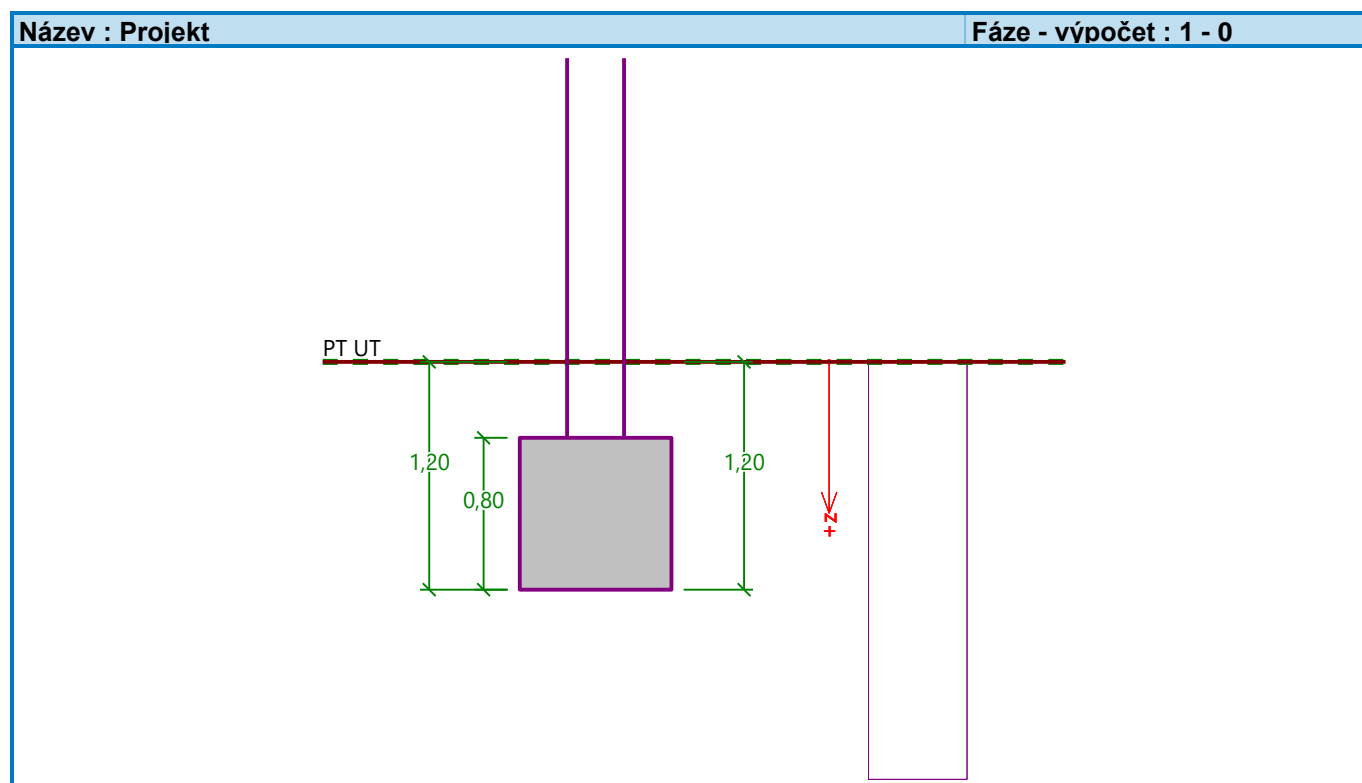 Název : Projekt
Fáze - výpočet : 1 - 0
PT UT
1,20
1,20
0,80
+z